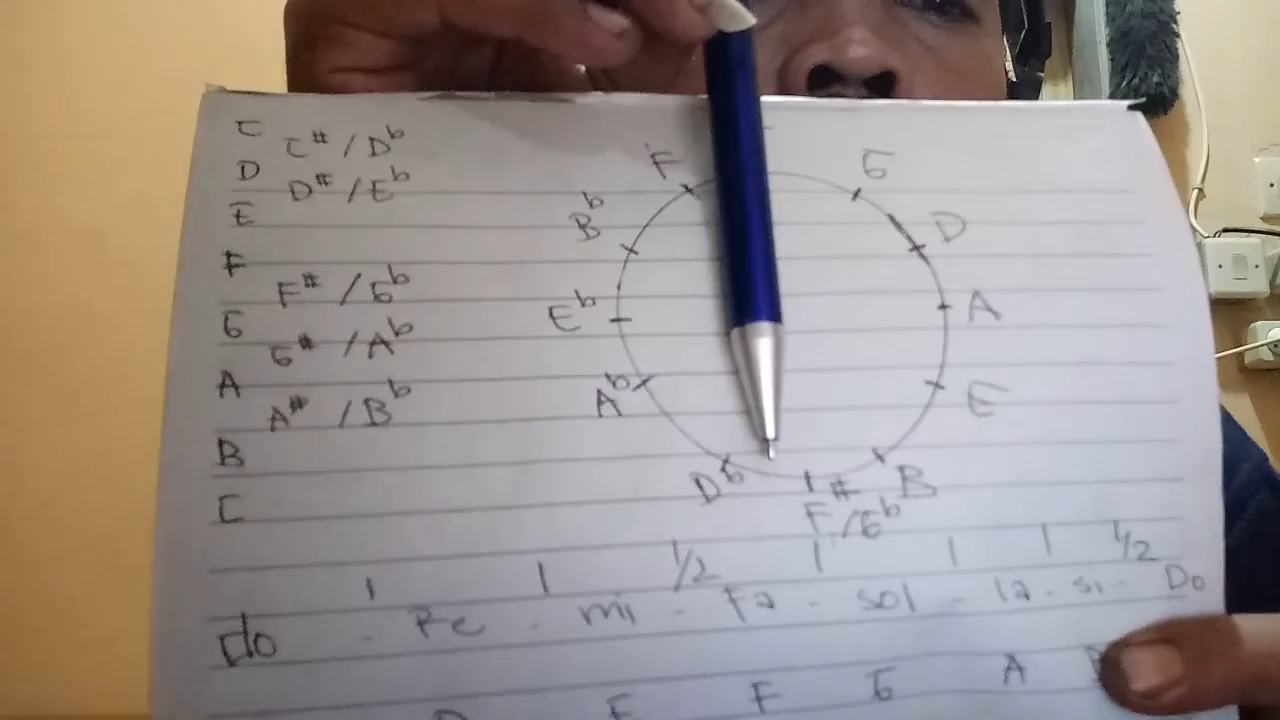 C
C# / Db
D
D# / Eb
E
F
F# / Gb
G
G# / Ab
A
A# / Bb
B
C
F G
Bb D
Eb A
Ab E
Db B
F#/Gb
1 1 1/2 1 1 1 1/2
do - Re - mi - Fa - sol - la - si - Do
E F G A